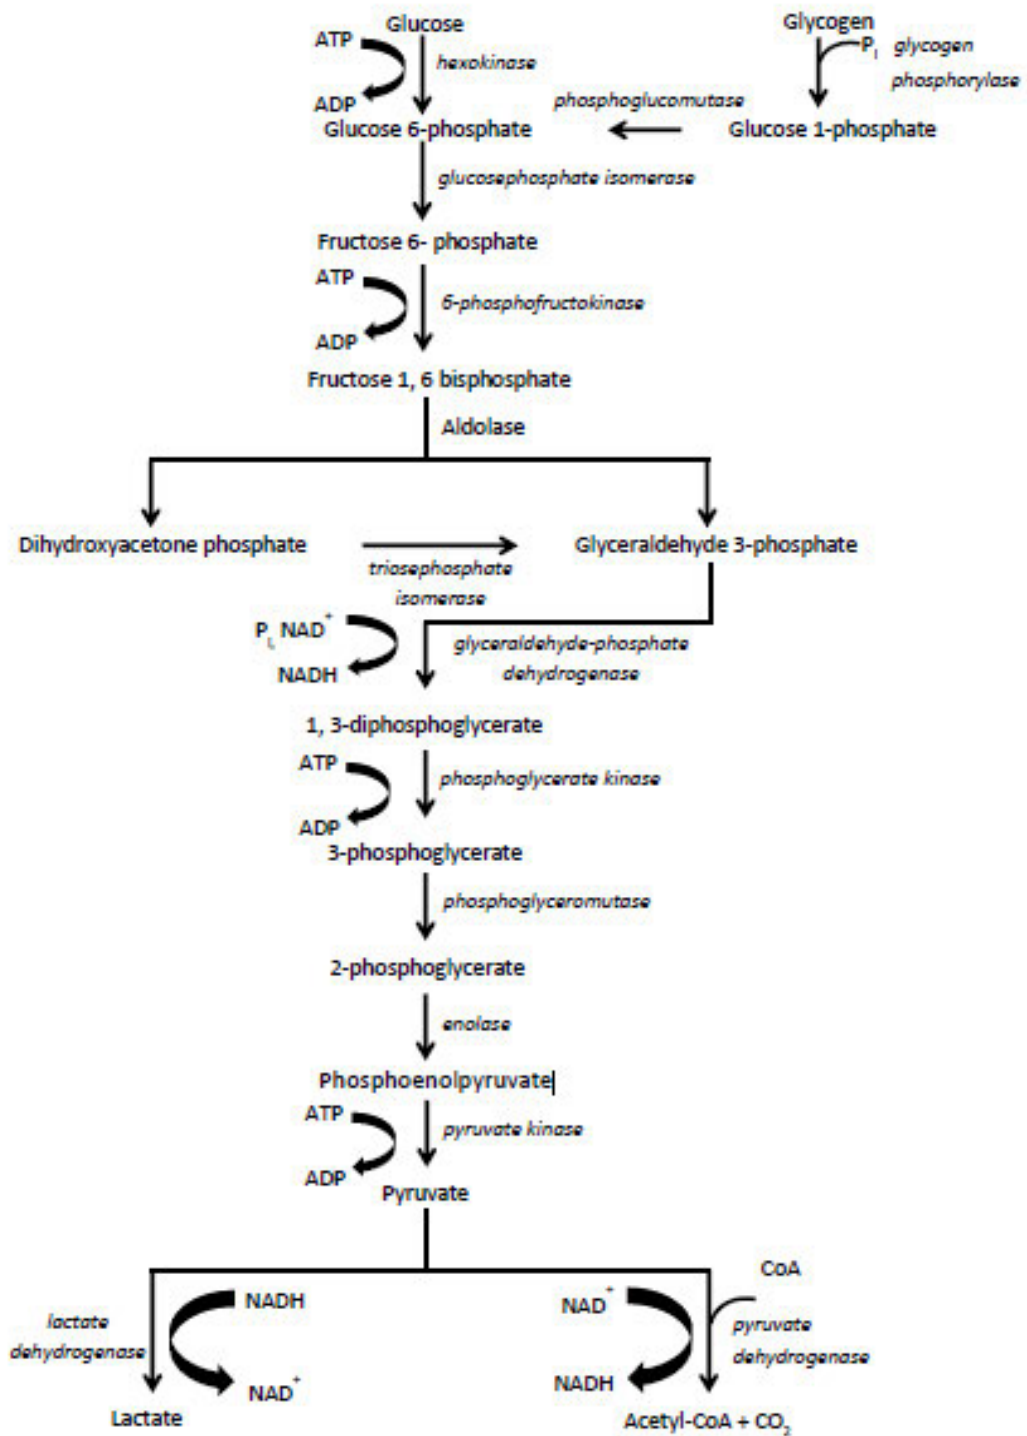 Glucose
Glycogen
ATP
P_i glycogen
hexokinase
phosphorylase
ADP
phosphoglucomutase
Glucose 6-phosphate
Glucose 1-phosphate
glucosephosphate isomerase
Fructose 6- phosphate
ATP
6-phosphofructokinase
ADP
Fructose 1, 6 bisphosphate
Aldolase
Dihydroxyacetone phosphate
Glyceraldehyde 3-phosphate
triosephosphate
isomerase
P_i, NAD+
glyceraldehyde-phosphate
NADH
dehydrogenase
1, 3-diphosphoglycerate
ATP
phosphoglycerate kinase
ADP
3-phosphoglycerate
phosphoglyceromutase
2-phosphoglycerate
enolase
Phosphoenolpyruvate
ATP
pyruvate kinase
ADP
Pyruvate
CoA
NADH
NAD+
lactate
pyruvate
dehydrogenase
dehydrogenase
NAD+
NADH
Lactate
Acetyl-CoA + CO2